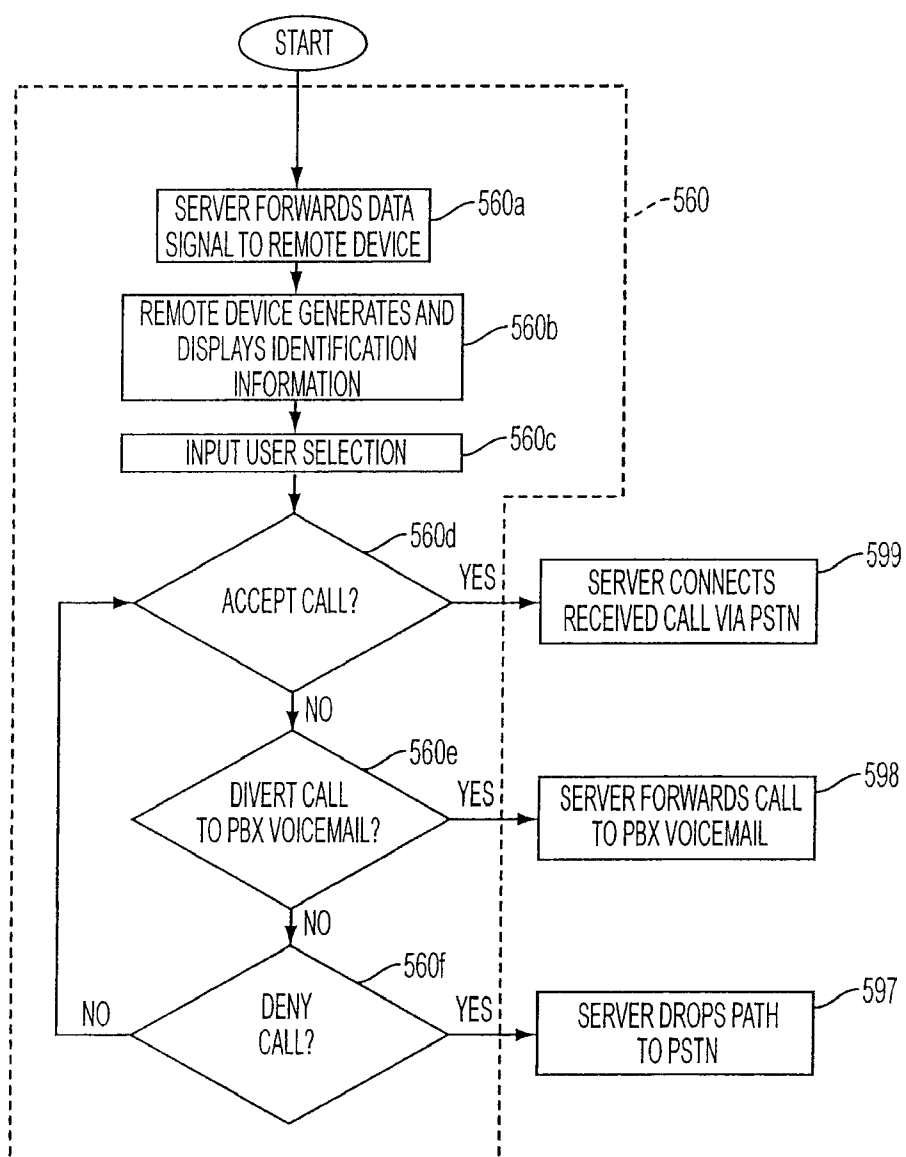 START
SERVER FORWARDS DATA
SIGNAL TO REMOTE DEVICE
560a
560
REMOTE DEVICE GENERATES AND
DISPLAYS IDENTIFICATION
INFORMATION
560b
INPUT USER SELECTION
560c
560d
ACCEPT CALL?
YES
SERVER CONNECTS
RECEIVED CALL VIA PSTN
599
NO
560e
DIVERT CALL
TO PBX VOICEMAIL?
YES
SERVER FORWARDS CALL
TO PBX VOICEMAIL
598
NO
560f
DENY
CALL?
NO
YES
SERVER DROPS PATH
TO PSTN
597